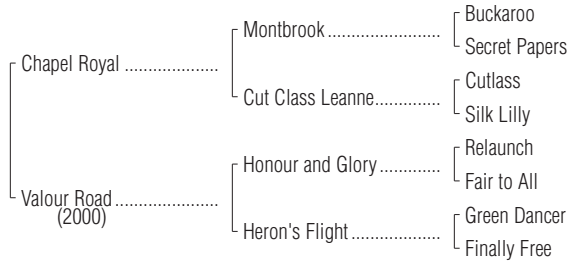 Buckaroo
Montbrook
Secret Papers
Chapel Royal
Cutlass
Cut Class Leanne
Silk Lilly
Relaunch
Honour and Glory
Fair to All
Valour Road
(2000)
Green Dancer
Heron's Flight
Finally Free